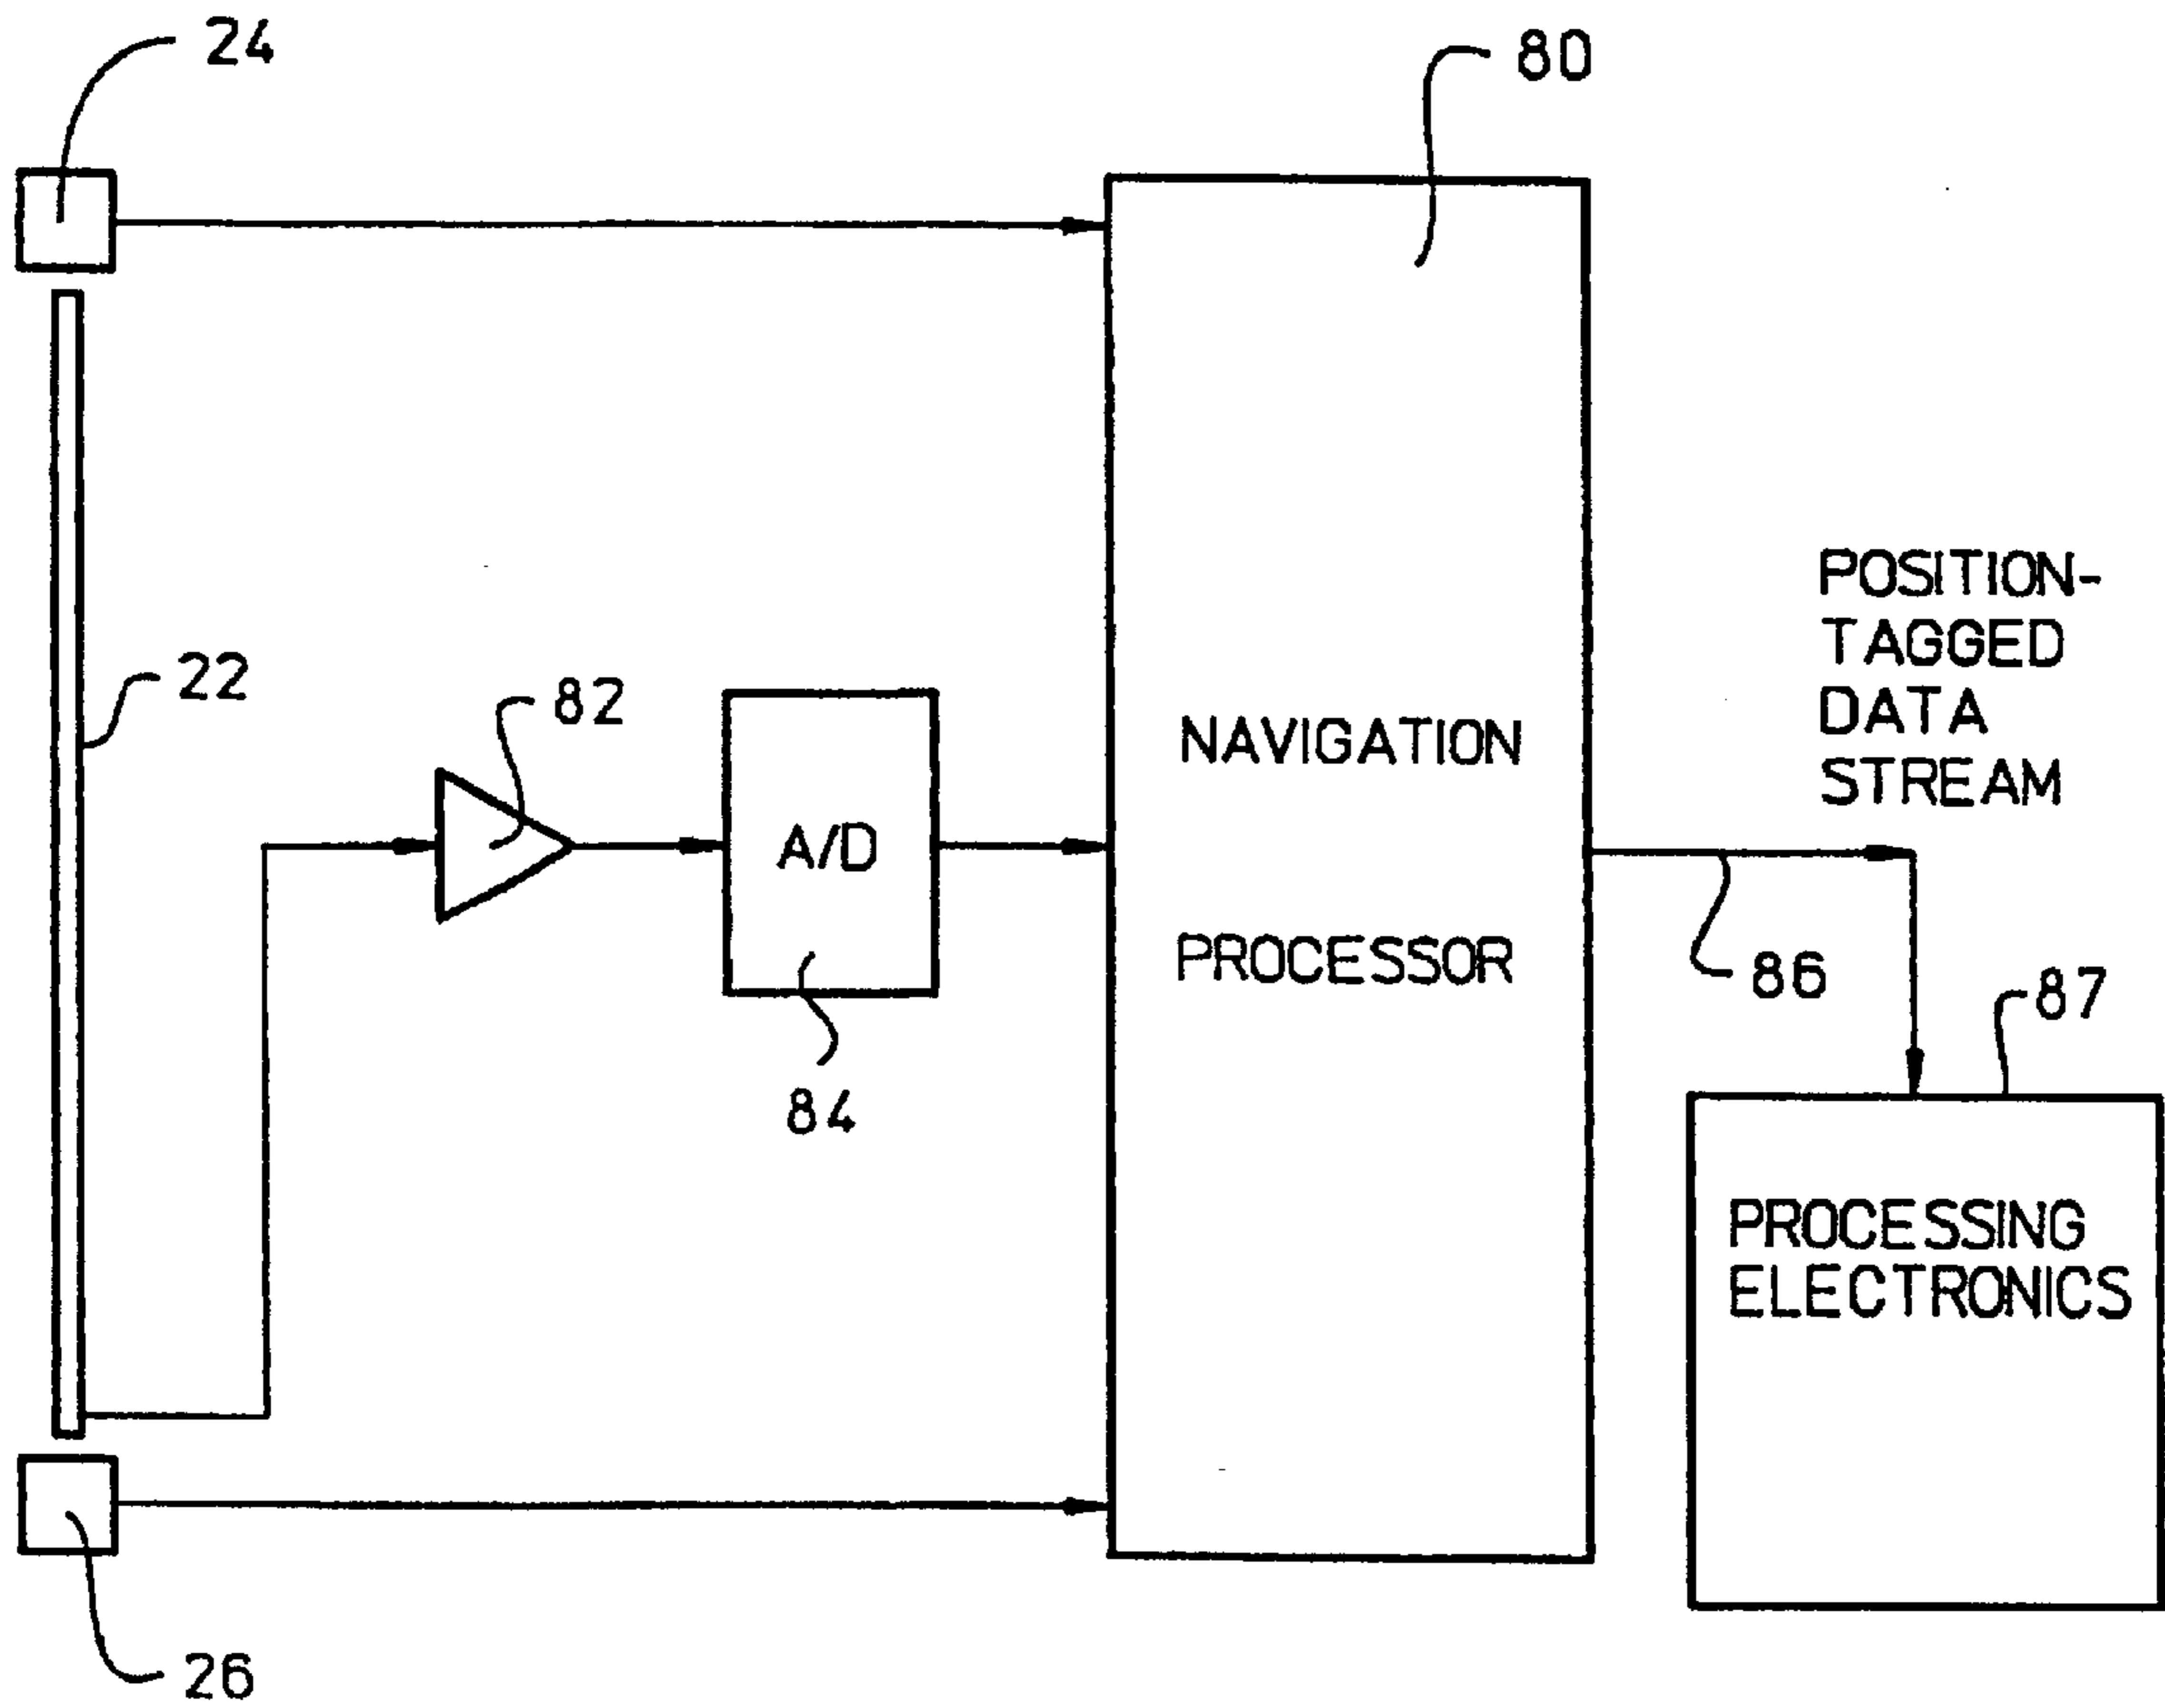 24
80
22
82
A/D
84
NAVIGATION
PROCESSOR
POSITION-
TAGGED
DATA
STREAM
86
87
PROCESSING
ELECTRONICS
26